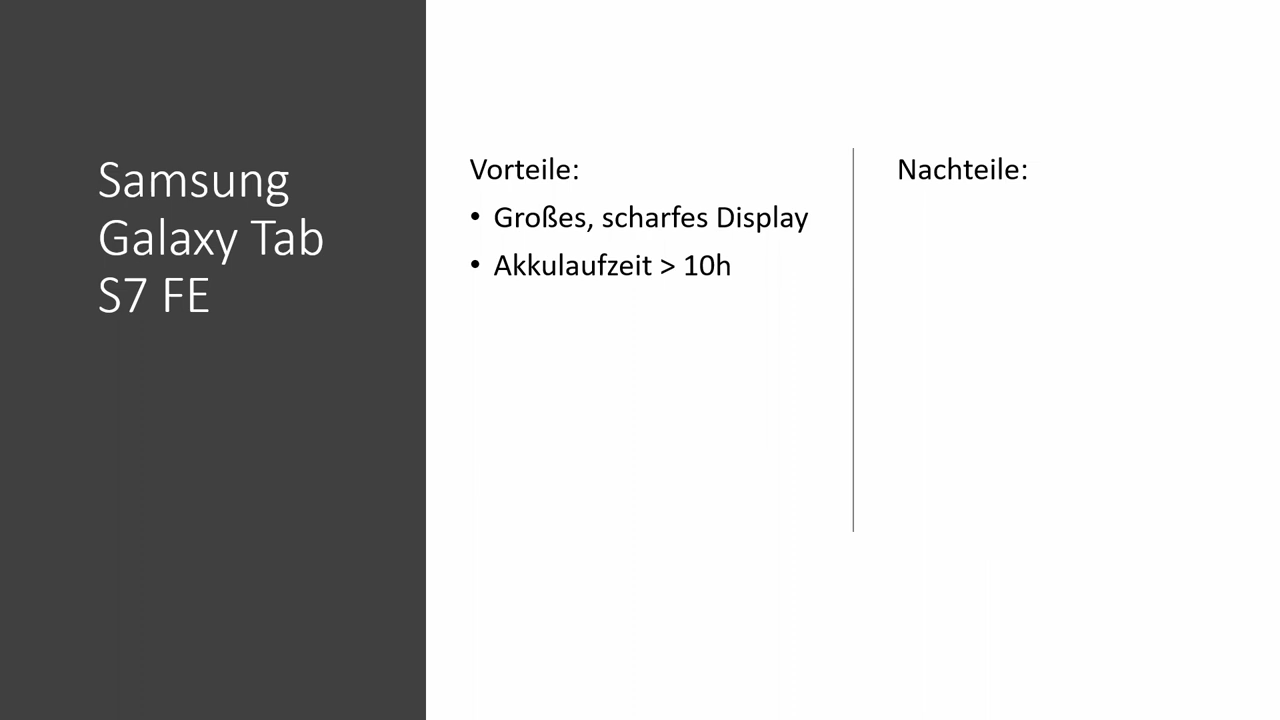 Samsung
Galaxy Tab
S7 FE
Vorteile:
• Großes, scharfes Display
• Akkulaufzeit > 10h
Nachteile: